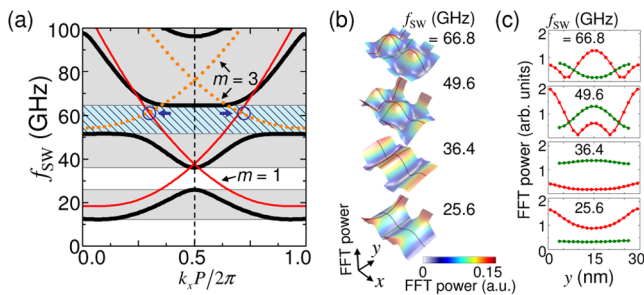 (a)
f_SW (GHz)
100
80
60
40
20
0
m = 3
m = 1
0.0
0.5
1.0
k_xP/2π
(b)
f_SW (GHz)
= 66.8
49.6
36.4
25.6
FFT power
y
x
0
0.15
FFT power (a.u.)
(c)
f_SW (GHz)
= 66.8
49.6
36.4
25.6
FFT power (arb. units)
2
1
0
2
1
0
2
1
0
2
1
0
0
10
20
30
y (nm)